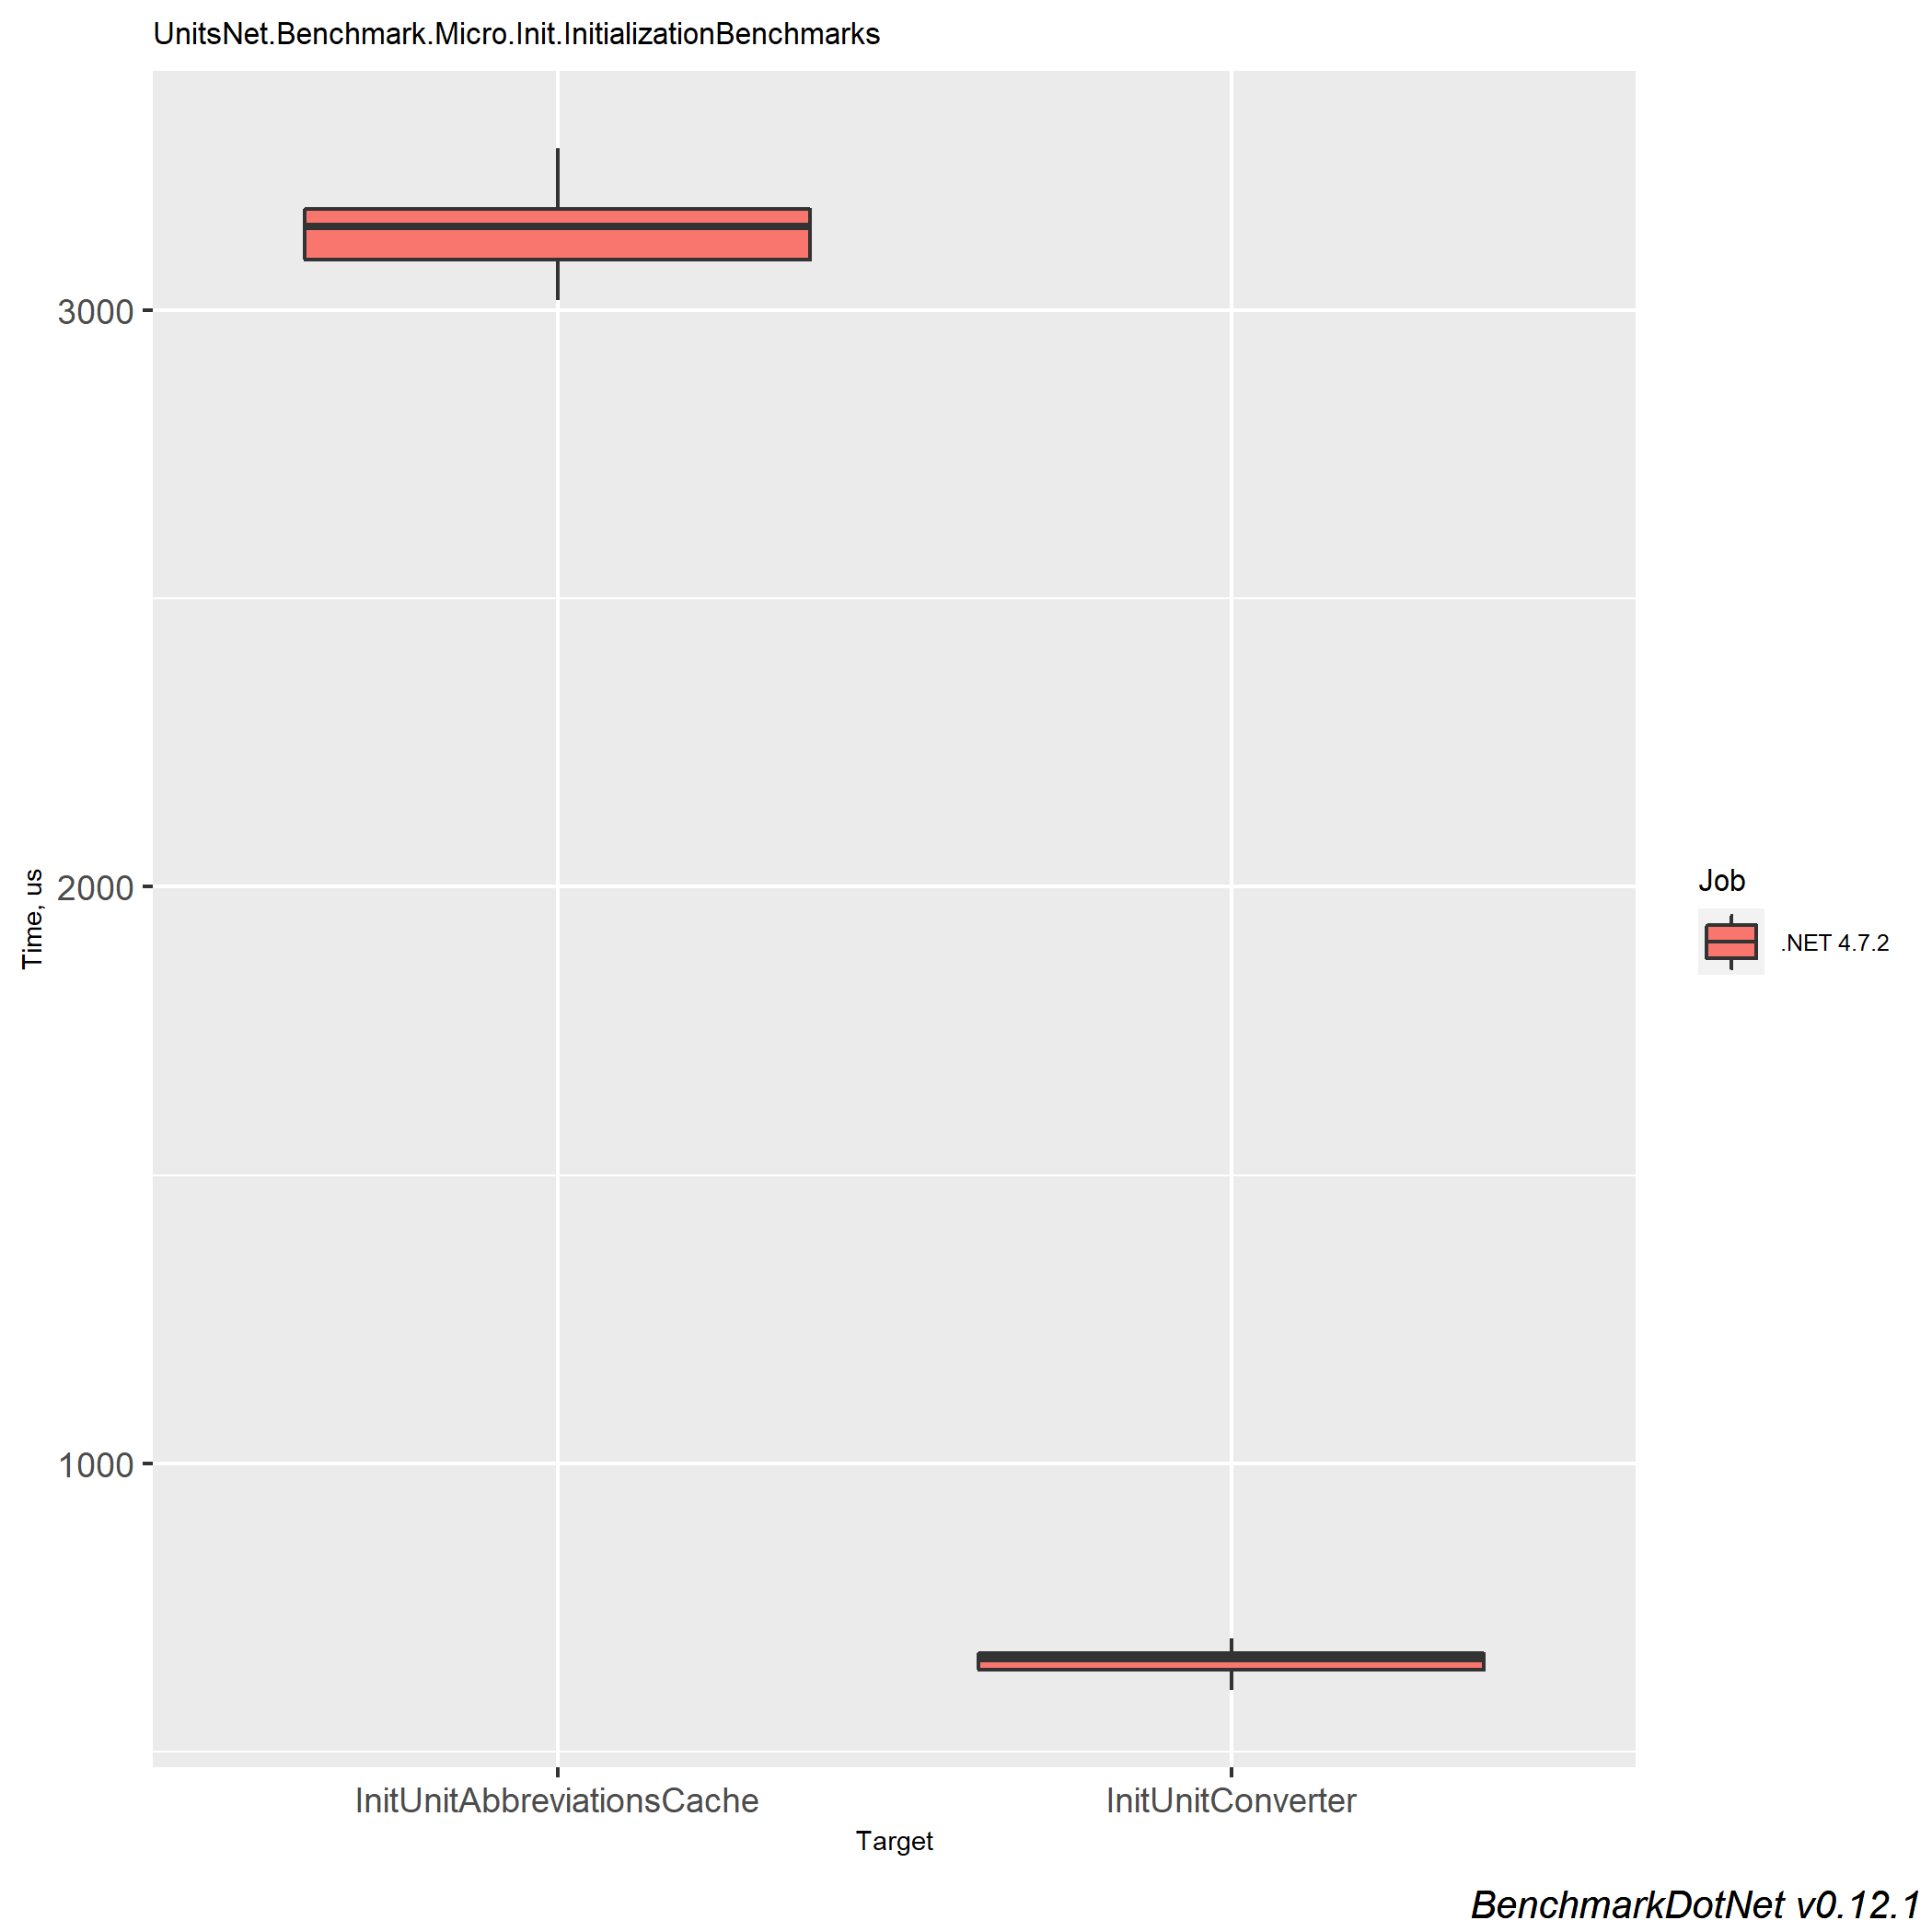 UnitsNet.Benchmark.Micro.Init.InitializationBenchmarks
3000
2000
1000
Time, us
InitUnitAbbreviationsCache
InitUnitConverter
Target
Job
.NET 4.7.2
BenchmarkDotNet v0.12.1